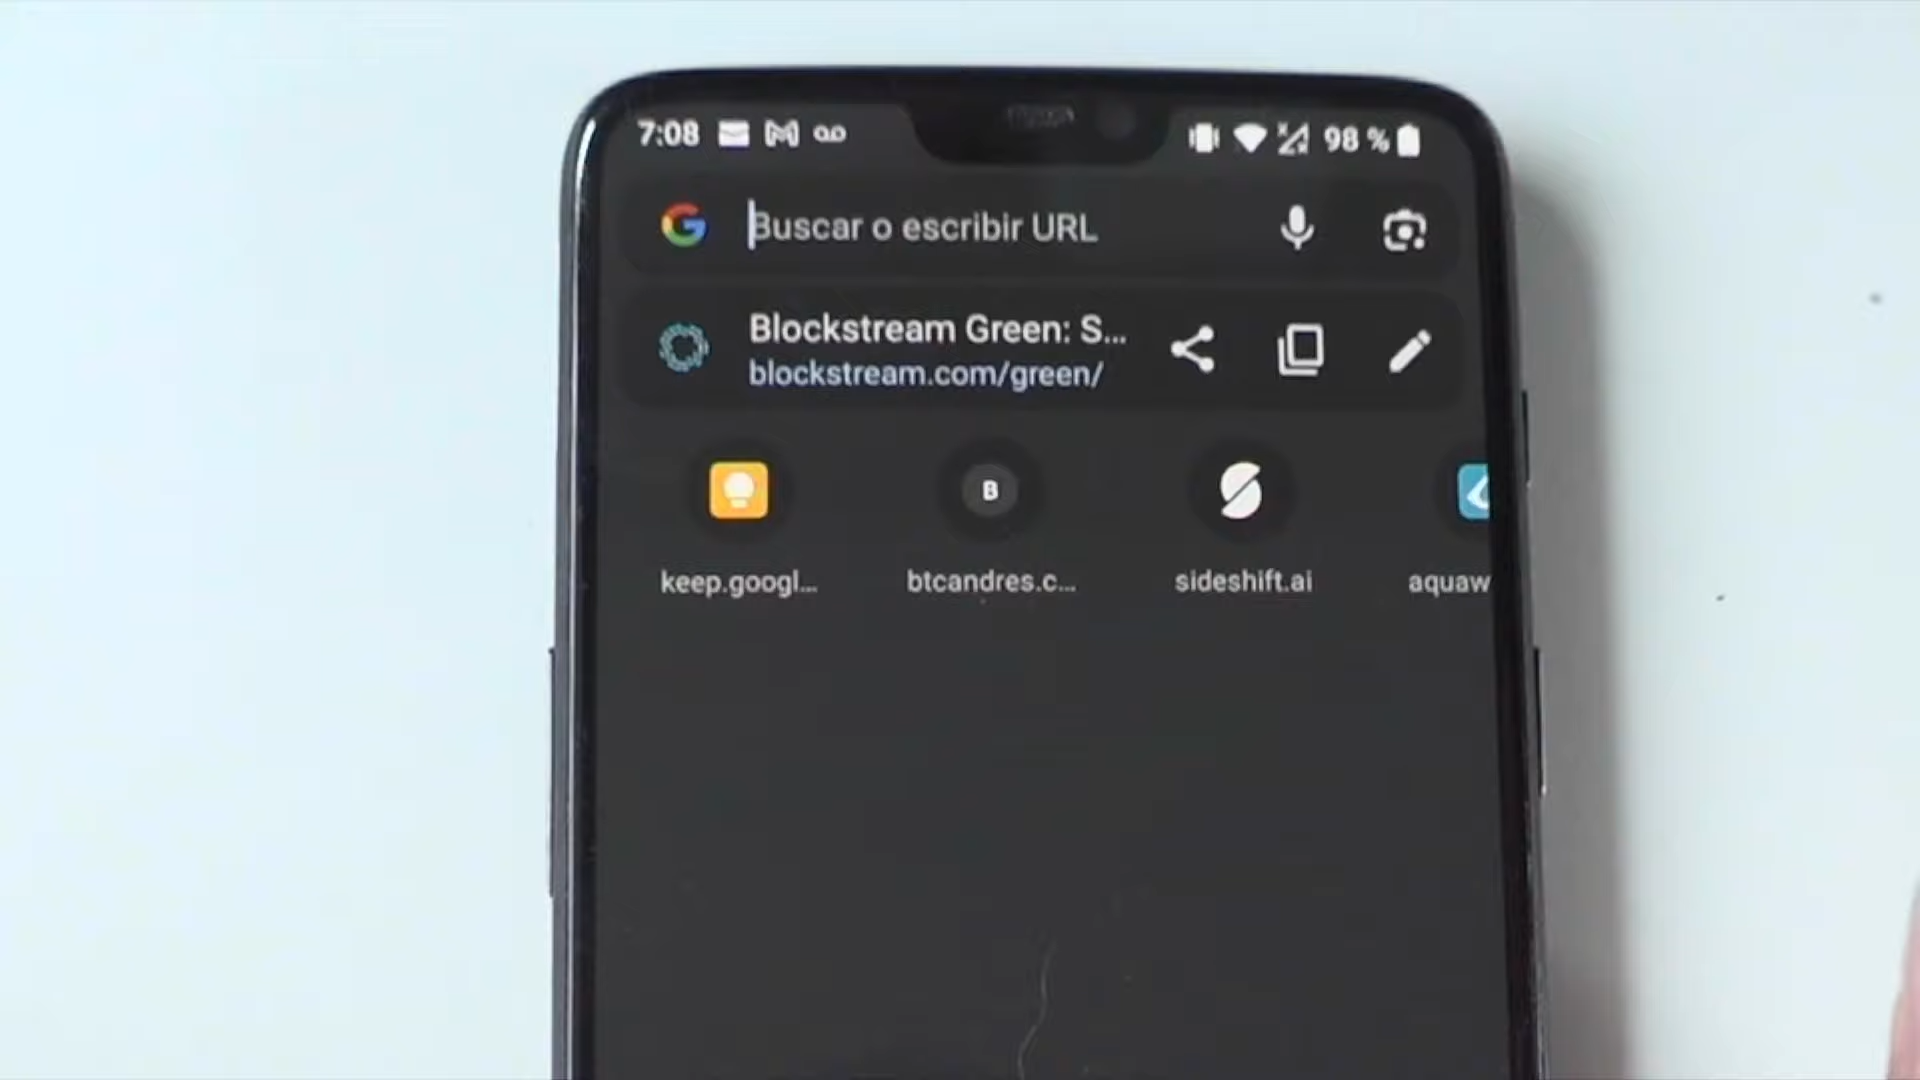 7:08
98 %
Buscar o escribir URL
Blockstream Green: S...
blockstream.com/green/
B
keep.googl...
btcandres.c...
sideshift.ai
aquaw